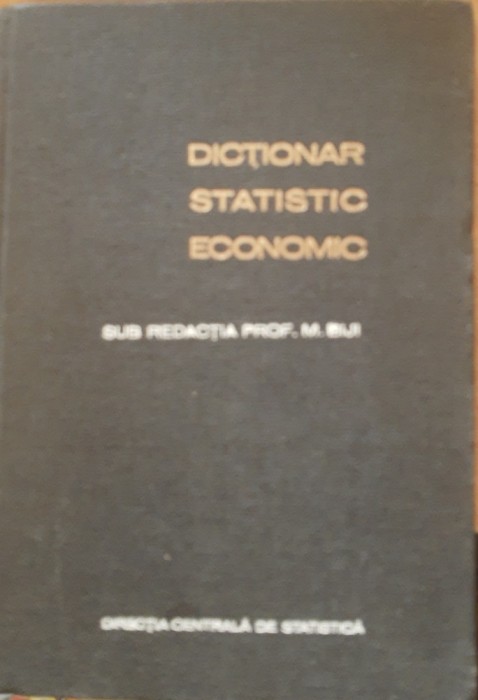 DICȚIONAR
STATISTIC
ECONOMIC
SUB REDACȚIA PROF. M. BIJI
DIRECȚIA CENTRALĂ DE STATISTICĂ